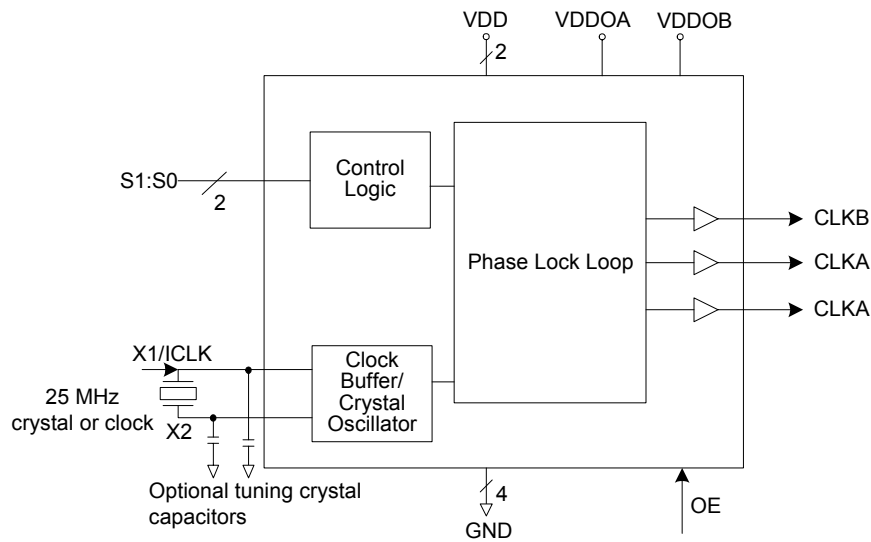 VDD
VDDOA
VDDOB
2
Control
Logic
S1:S0
2
Phase Lock Loop
CLKB
CLKA
CLKA
X1/ICLK
Clock
Buffer/
Crystal
Oscillator
25 MHz
crystal or clock
X2
Optional tuning crystal
capacitors
4
GND
OE